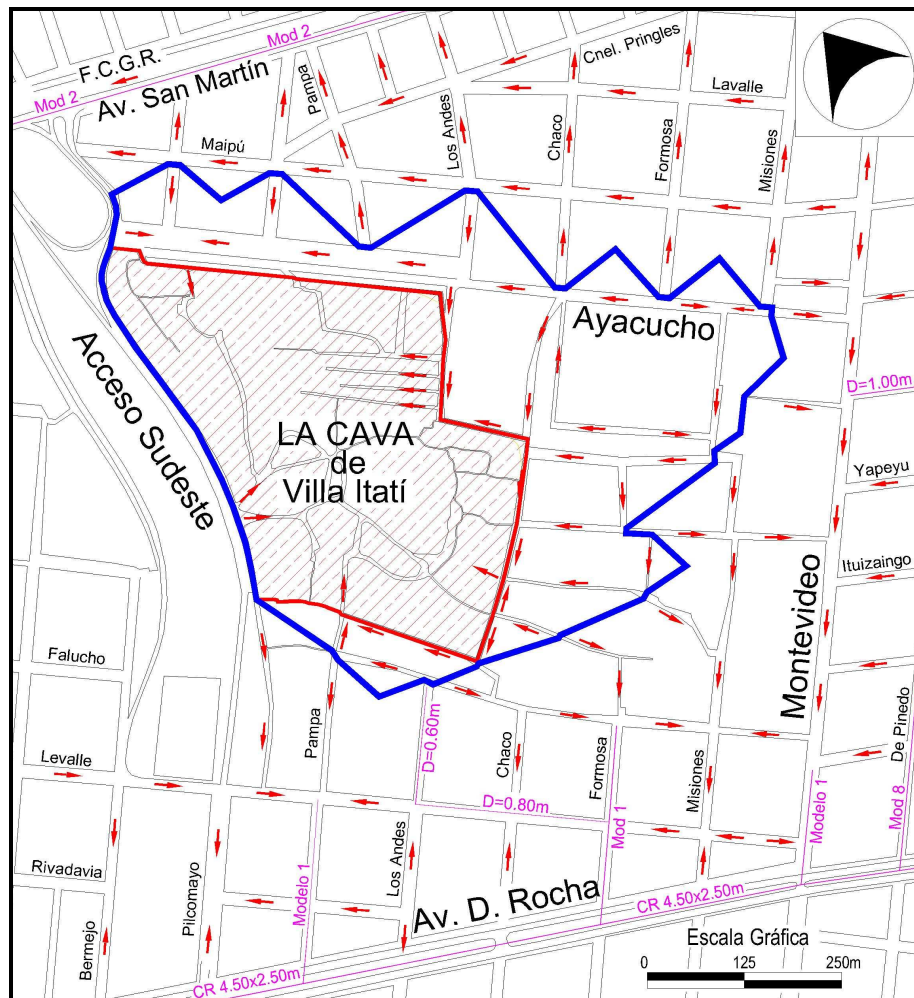 Mod 2
F.C.G.R.
Cnel. Pringles
Pampa
Lavalle
Mod 2
Av. San Martín
Los Andes
Maipú
Chaco
Formosa
Misiones
Ayacucho
D=1.00m
Acceso Sudeste
LA CAVA
de
Villa Itatí
Yapeyu
Ituizaingo
Montevideo
Falucho
De Pinedo
Pampa
D=0.60m
Chaco
Formosa
Misiones
Levalle
D=0.80m
Mod 1
Modelo 1
Mod 8
Los Andes
Modelo 1
Rivadavia
Pilcomayo
Av. D. Rocha
CR 4.50x2.50m
Bermejo
Escala Gráfica
0 125 250m
CR 4.50x2.50m